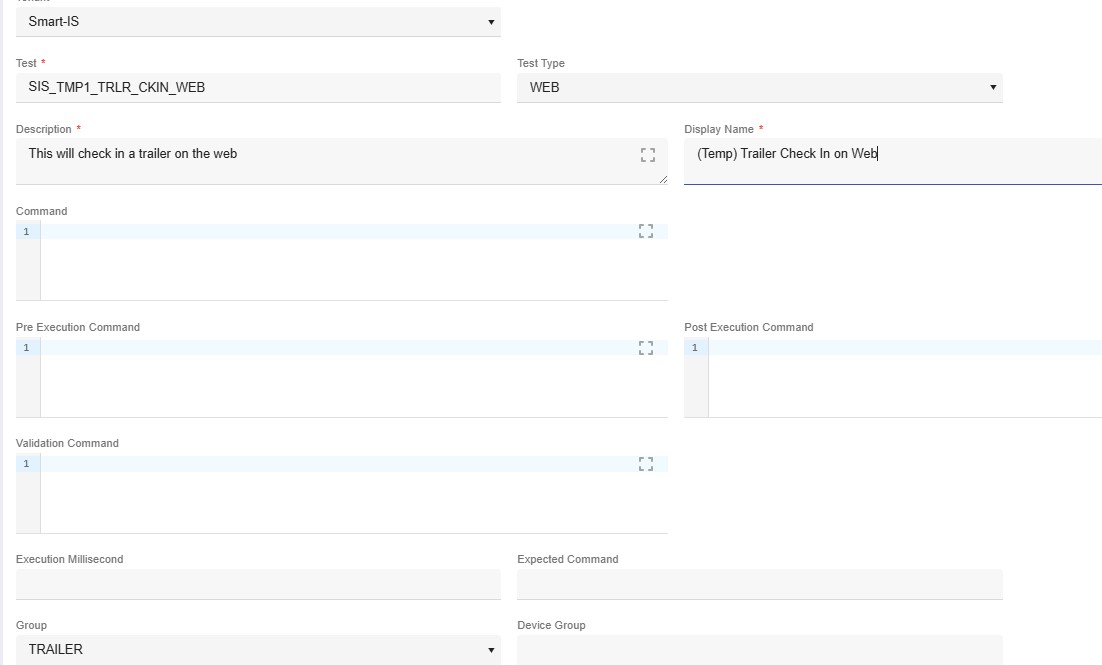 Smart-IS
Test *
Test Type
SIS_TMP1_TRLR_CKIN_WEB
WEB
Description *
Display Name *
This will check in a trailer on the web
(Temp) Trailer Check In on Web
Command
1
Pre Execution Command
Post Execution Command
1
1
Validation Command
1
Execution Millisecond
Expected Command
Group
Device Group
TRAILER